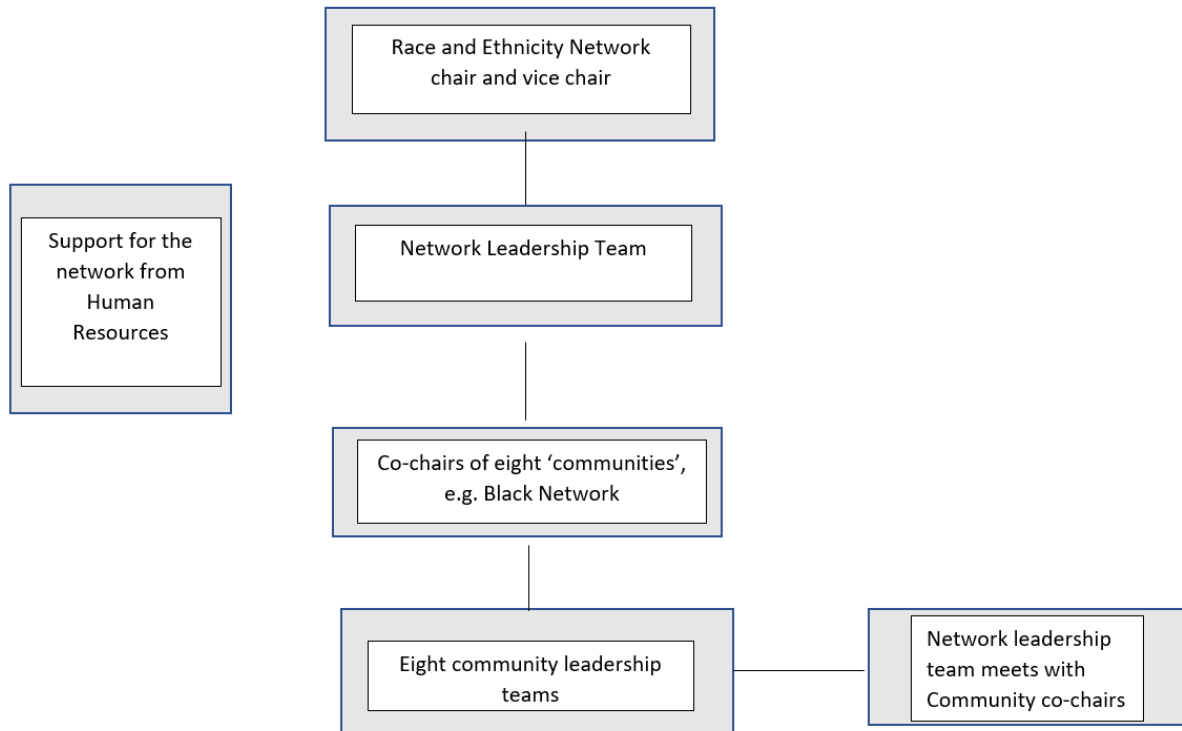 Race and Ethnicity Network
chair and vice chair
Support for the
network from
Human
Resources
Network Leadership Team
Co-chairs of eight ‘communities’,
e.g. Black Network
Eight community leadership
teams
Network leadership
team meets with
Community co-chairs